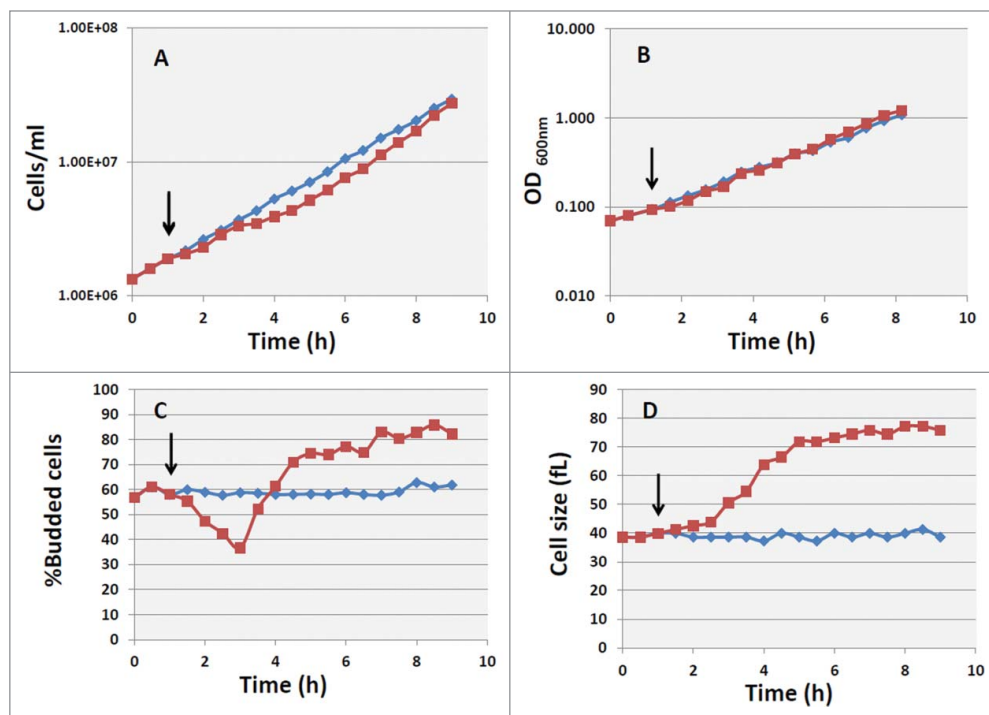 A
1.00E+08
1.00E+07
1.00E+06
Cells/ml
0 2 4 6 8 10
Time (h)
B
10.000
1.000
0.100
0.010
OD 600nm
0 2 4 6 8 10
Time (h)
C
100
90
80
70
60
50
40
30
20
10
0
%Budded cells
0 2 4 6 8 10
Time (h)
D
90
80
70
60
50
40
30
20
10
0
Cell size (fL)
0 2 4 6 8 10
Time (h)